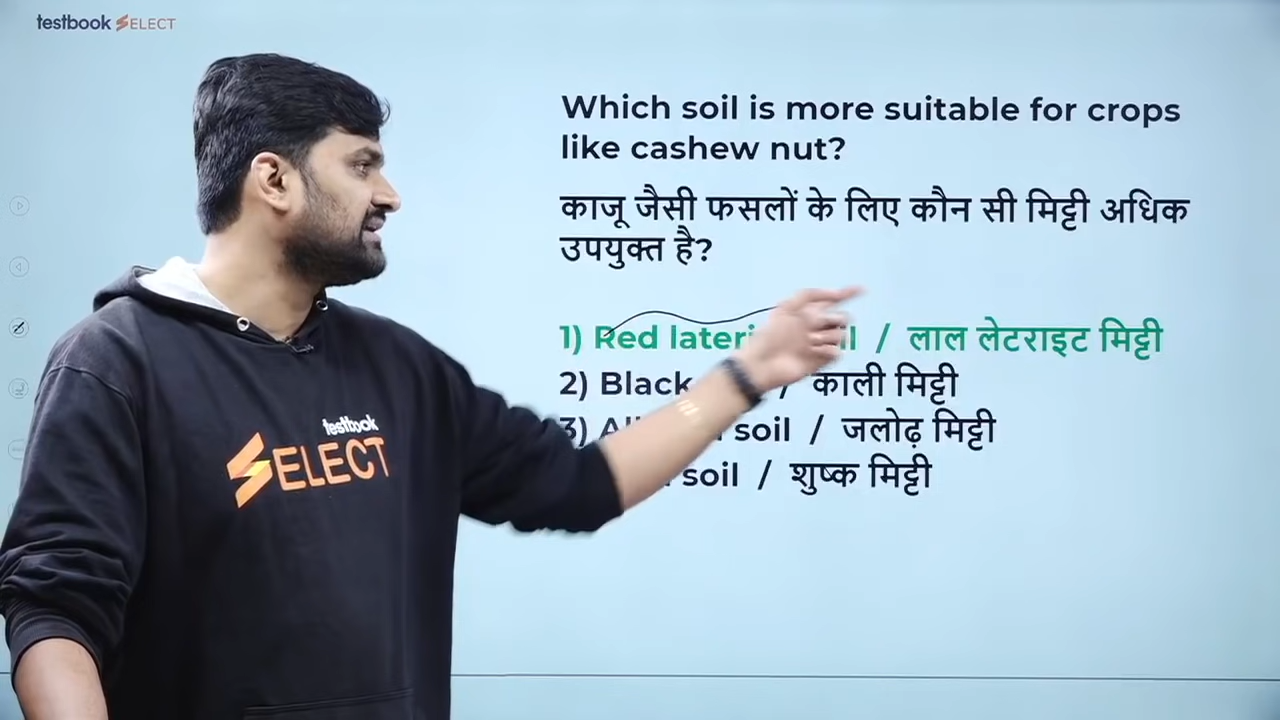 testbook SELECT
Which soil is more suitable for crops
like cashew nut?
काजू जैसी फसलों के लिए कौन सी मिट्टी अधिक
उपयुक्त है?
1) Red / लाल लेटराइट मिट्टी
2) Black / काली मिट्टी
3) soil / जलोढ़ मिट्टी
soil / शुष्क मिट्टी
testbook
SELECT